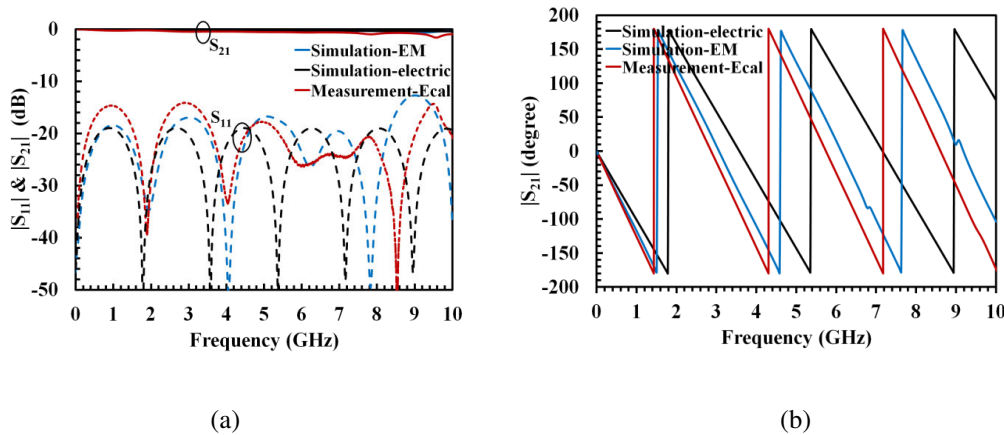 0
-10
-20
-30
-40
-50
|S11| & |S21| (dB)
S21
Simulation-EM
Simulation-electric
Measurement-Ecal
S11
0 1 2 3 4 5 6 7 8 9 10
Frequency (GHz)
(a)
200
150
100
50
0
-50
-100
-150
-200
|S21| (degree)
Simulation-electric
Simulation-EM
Measurement-Ecal
0 1 2 3 4 5 6 7 8 9 10
Frequency (GHz)
(b)